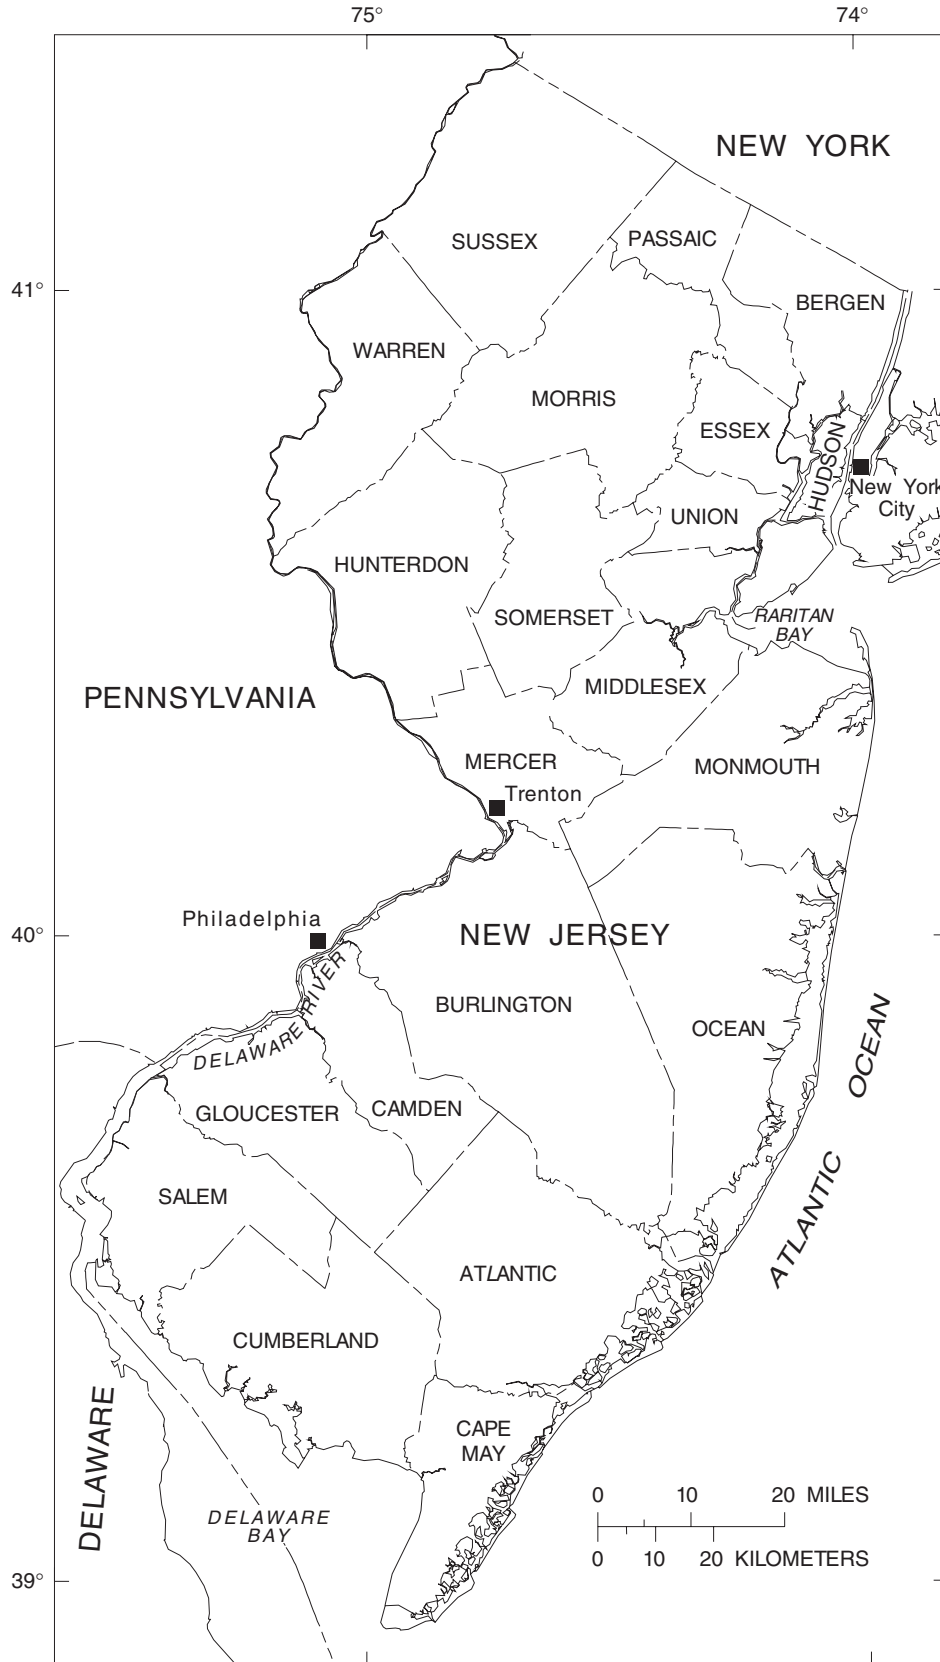 75° 74°
NEW YORK
SUSSEX
PASSAIC
41°
BERGEN
WARREN
MORRIS
ESSEX
HUDSON
New York
City
UNION
HUNTERDON
SOMERSET
RARITAN
BAY
PENNSYLVANIA
MIDDLESEX
MERCER
MONMOUTH
Trenton
Philadelphia
40°
NEW JERSEY
DELAWARE RIVER
BURLINGTON
OCEAN
ATLANTIC OCEAN
GLOUCESTER
CAMDEN
SALEM
ATLANTIC
CUMBERLAND
DELAWARE
CAPE
MAY
DELAWARE
BAY
0 10 20 MILES
0 10 20 KILOMETERS
39°